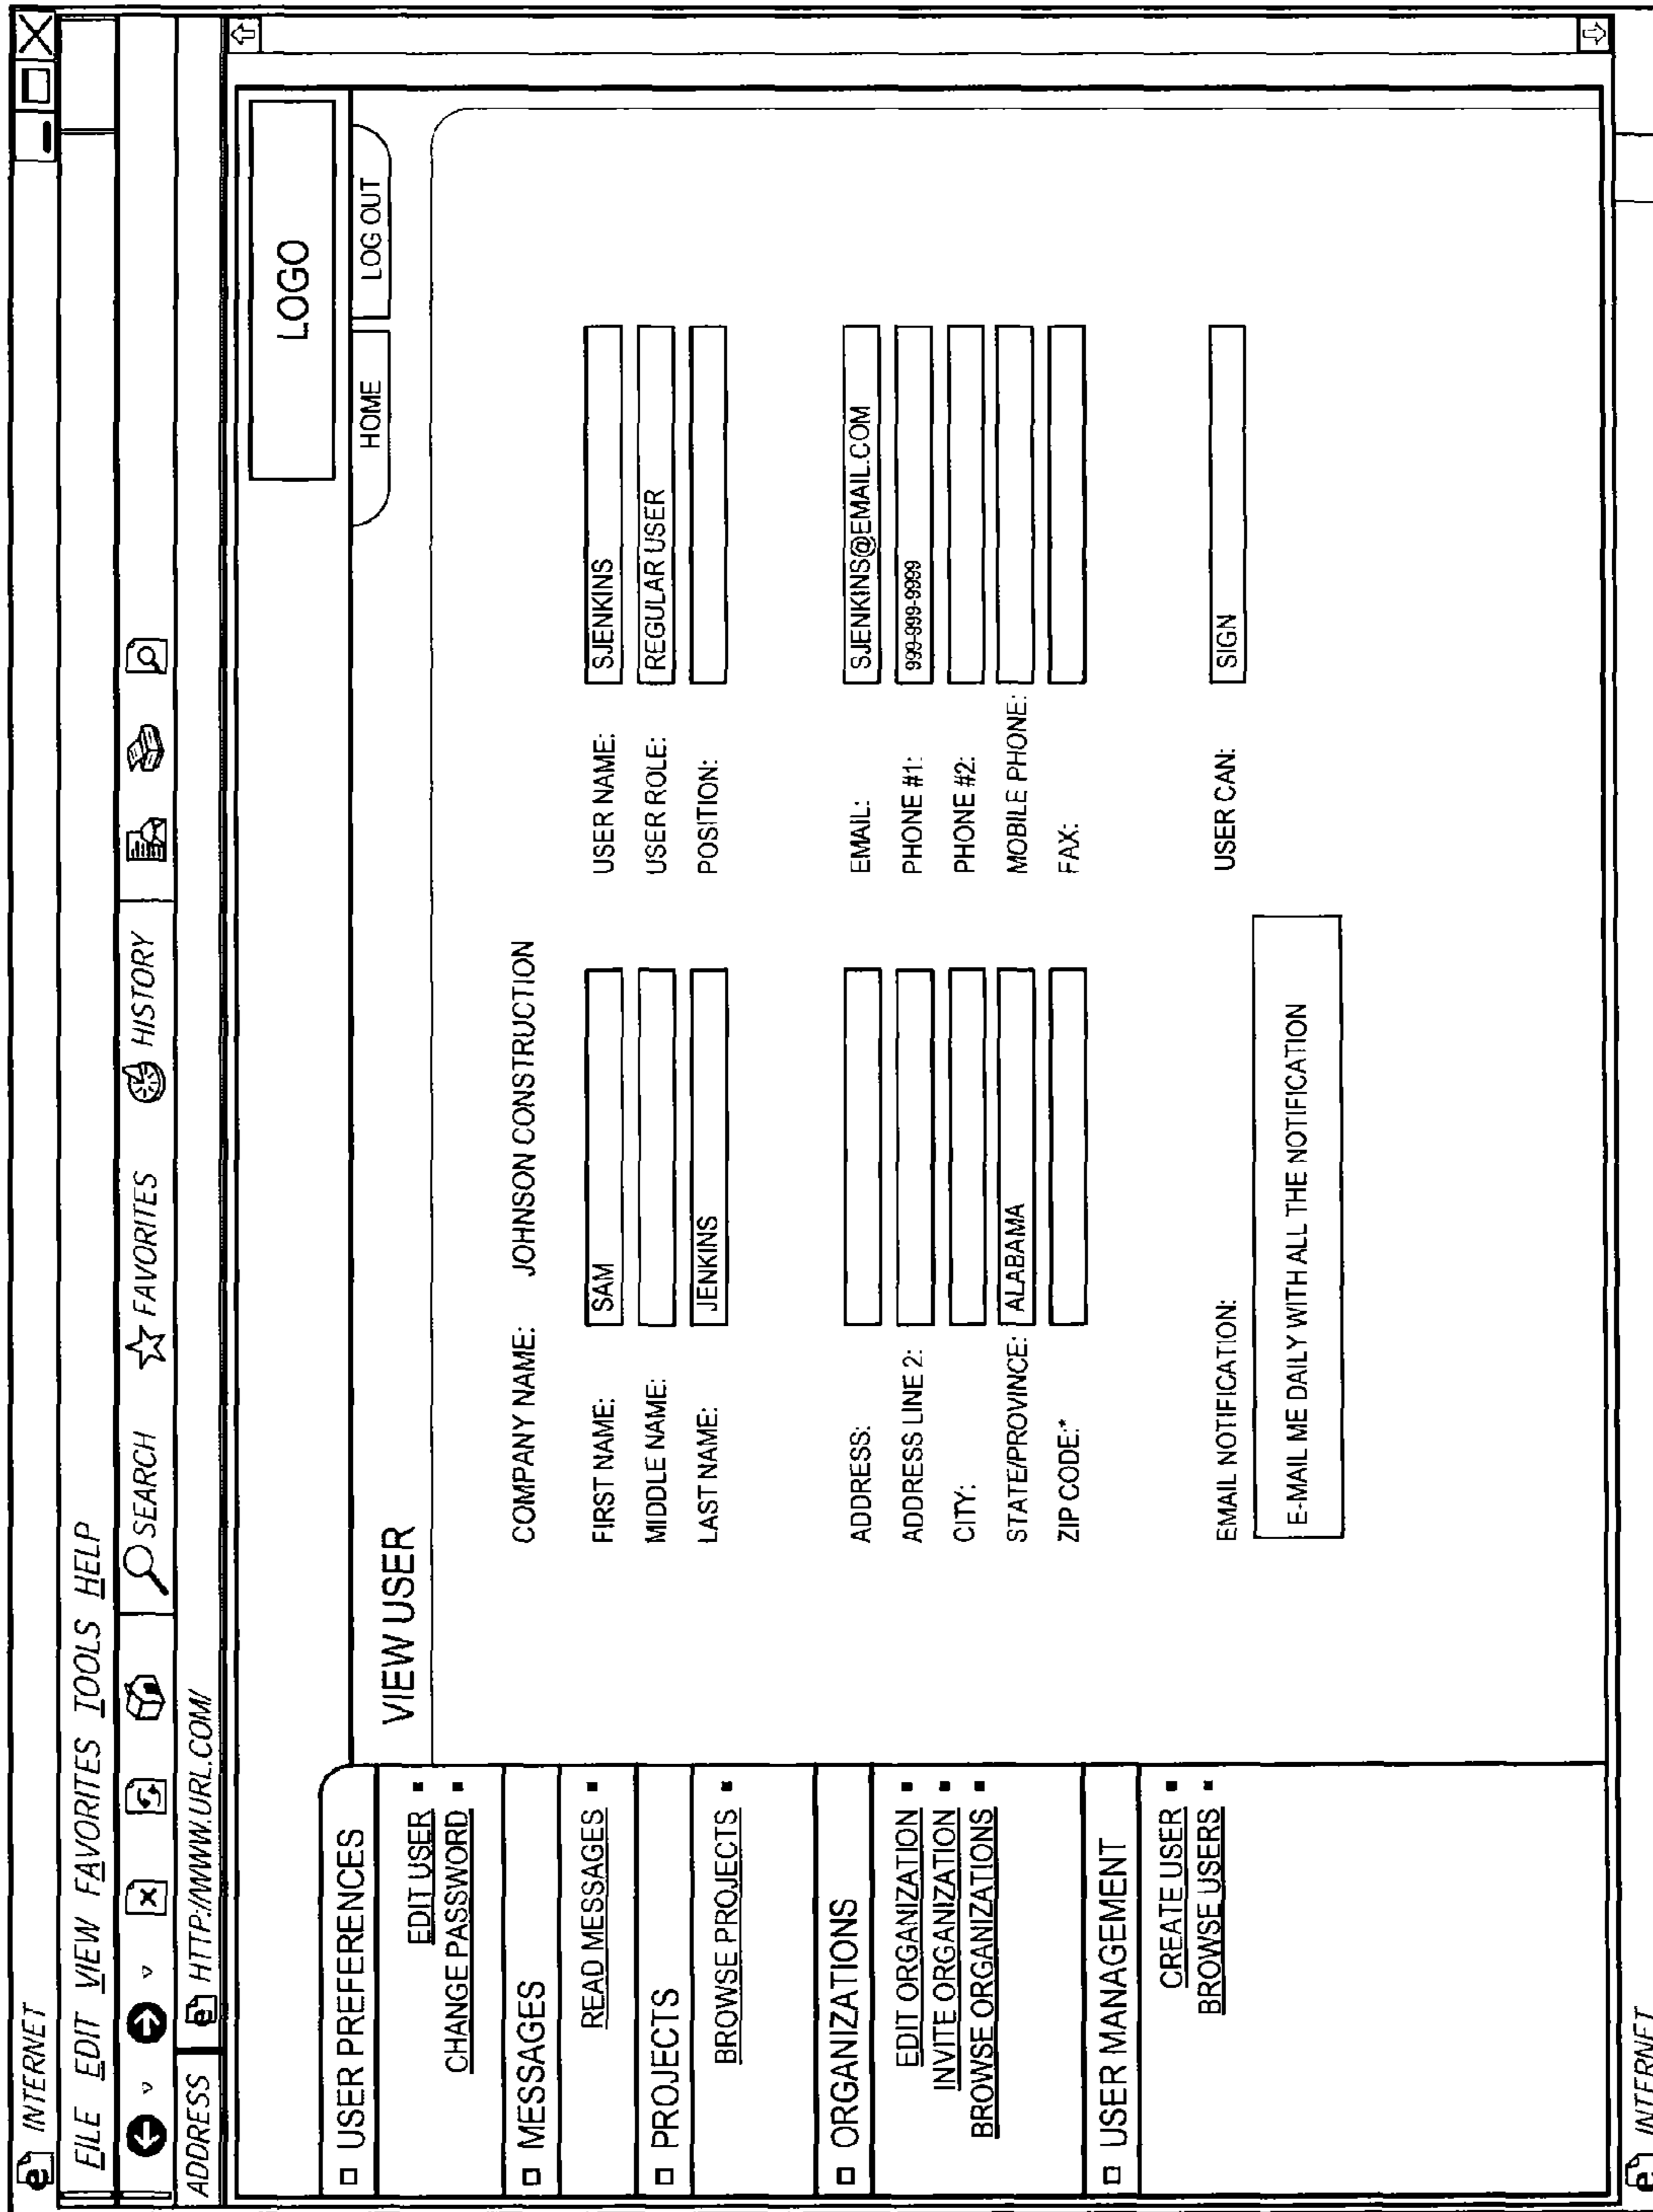 INTERNET
FILE EDIT VIEW FAVORITES TOOLS HELP
SEARCH FAVORITES HISTORY
ADDRESS HTTP://WWW.URL.COM/
LOGO
HOME LOG OUT
USER PREFERENCES
EDIT USER
CHANGE PASSWORD
MESSAGES
READ MESSAGES
PROJECTS
BROWSE PROJECTS
ORGANIZATIONS
EDIT ORGANIZATION
INVITE ORGANIZATION
BROWSE ORGANIZATIONS
USER MANAGEMENT
CREATE USER
BROWSE USERS
VIEW USER
COMPANY NAME: JOHNSON CONSTRUCTION
FIRST NAME: SAM USER NAME: SJENKINS
MIDDLE NAME: USER ROLE: REGULAR USER
LAST NAME: JENKINS POSITION:
ADDRESS: EMAIL: SJENKINS@EMAIL.COM
ADDRESS LINE 2: PHONE #1: 999-999-9999
CITY: PHONE #2:
STATE/PROVINCE: ALABAMA MOBILE PHONE:
ZIP CODE:* FAX:
EMAIL NOTIFICATION: USER CAN: SIGN
E-MAIL ME DAILY WITH ALL THE NOTIFICATION
INTERNET